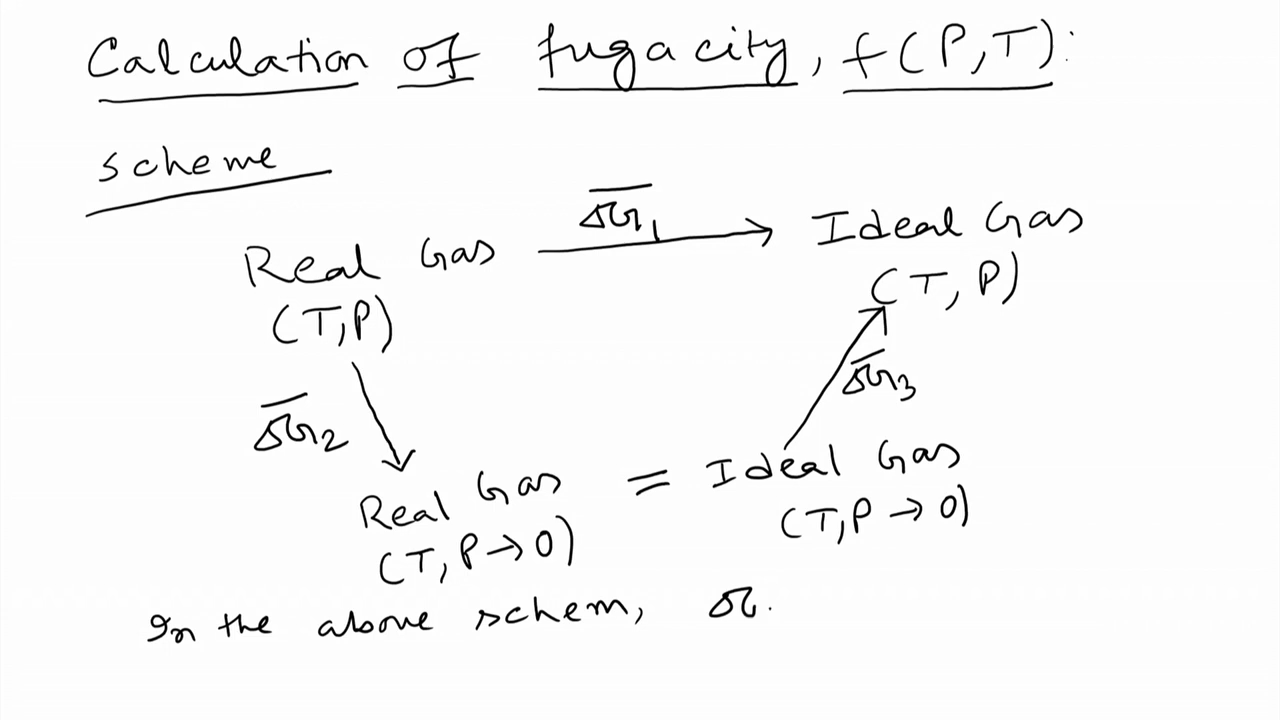 Calculation of fugacity, f(P,T):
scheme
Real Gas
(T,P)
ΔG̅₁
Ideal Gas
(T, P)
ΔG̅₂
ΔG̅₃
Real Gas
(T, P → 0)
=
Ideal Gas
(T, P → 0)
In the above schem, ΔG